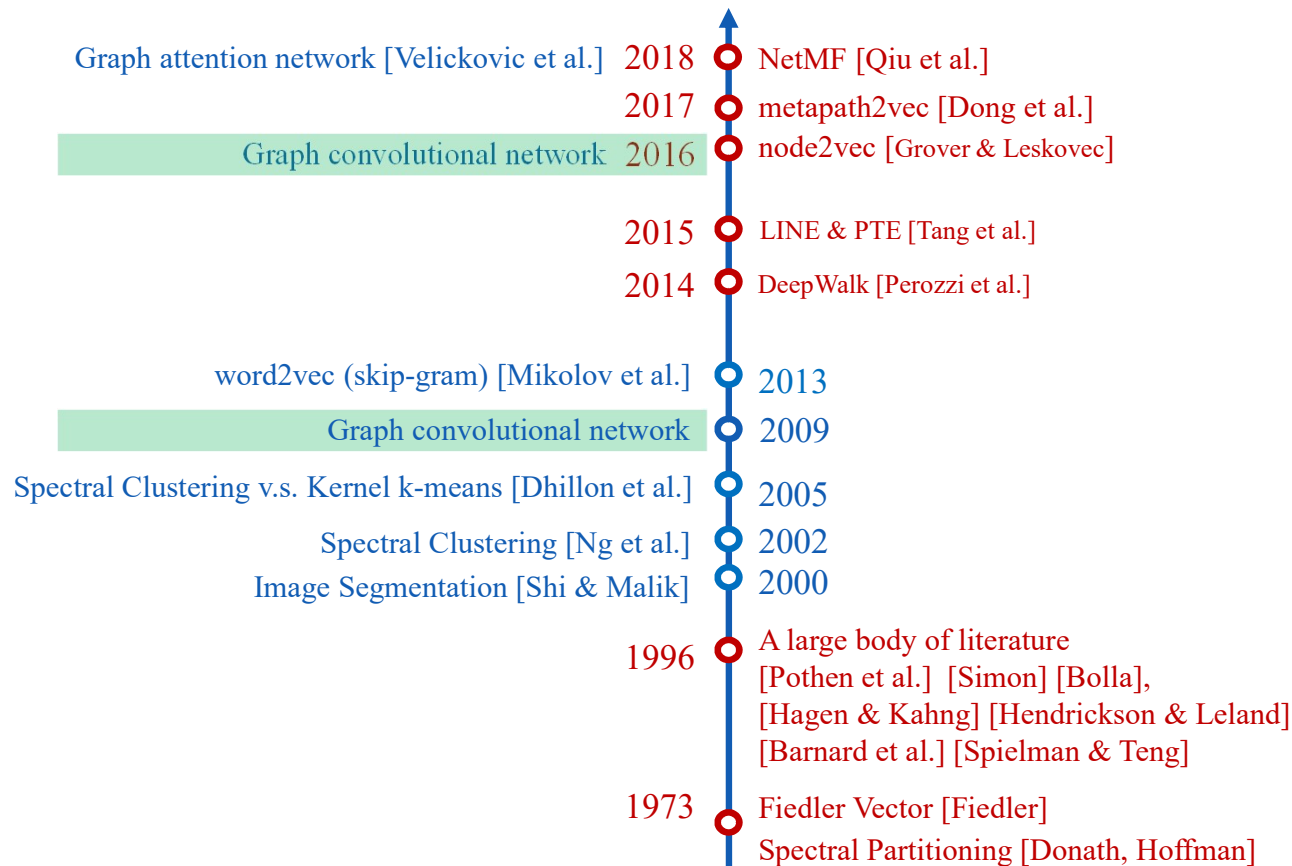 Graph attention network [Velickovic et al.] 2018 NetMF [Qiu et al.]
2017 metapath2vec [Dong et al.]
Graph convolutional network 2016 node2vec [Grover & Leskovec]
2015 LINE & PTE [Tang et al.]
2014 DeepWalk [Perozzi et al.]
word2vec (skip-gram) [Mikolov et al.] 2013
Graph convolutional network 2009
Spectral Clustering v.s. Kernel k-means [Dhillon et al.] 2005
Spectral Clustering [Ng et al.] 2002
Image Segmentation [Shi & Malik] 2000
1996 A large body of literature
[Pothen et al.] [Simon] [Bolla],
[Hagen & Kahng] [Hendrickson & Leland]
[Barnard et al.] [Spielman & Teng]
1973 Fiedler Vector [Fiedler]
Spectral Partitioning [Donath, Hoffman]